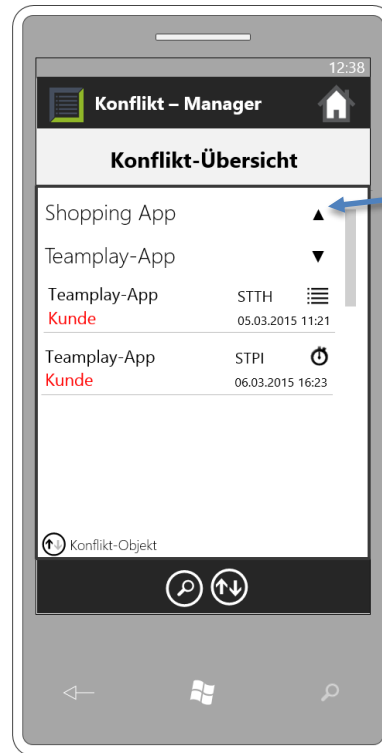 12:38
Konflikt – Manager
Konflikt-Übersicht
Shopping App ▲
Teamplay-App ▼
Teamplay-App STTH
Kunde 05.03.2015 11:21
Teamplay-App STPI
Kunde 06.03.2015 16:23
Konflikt-Objekt